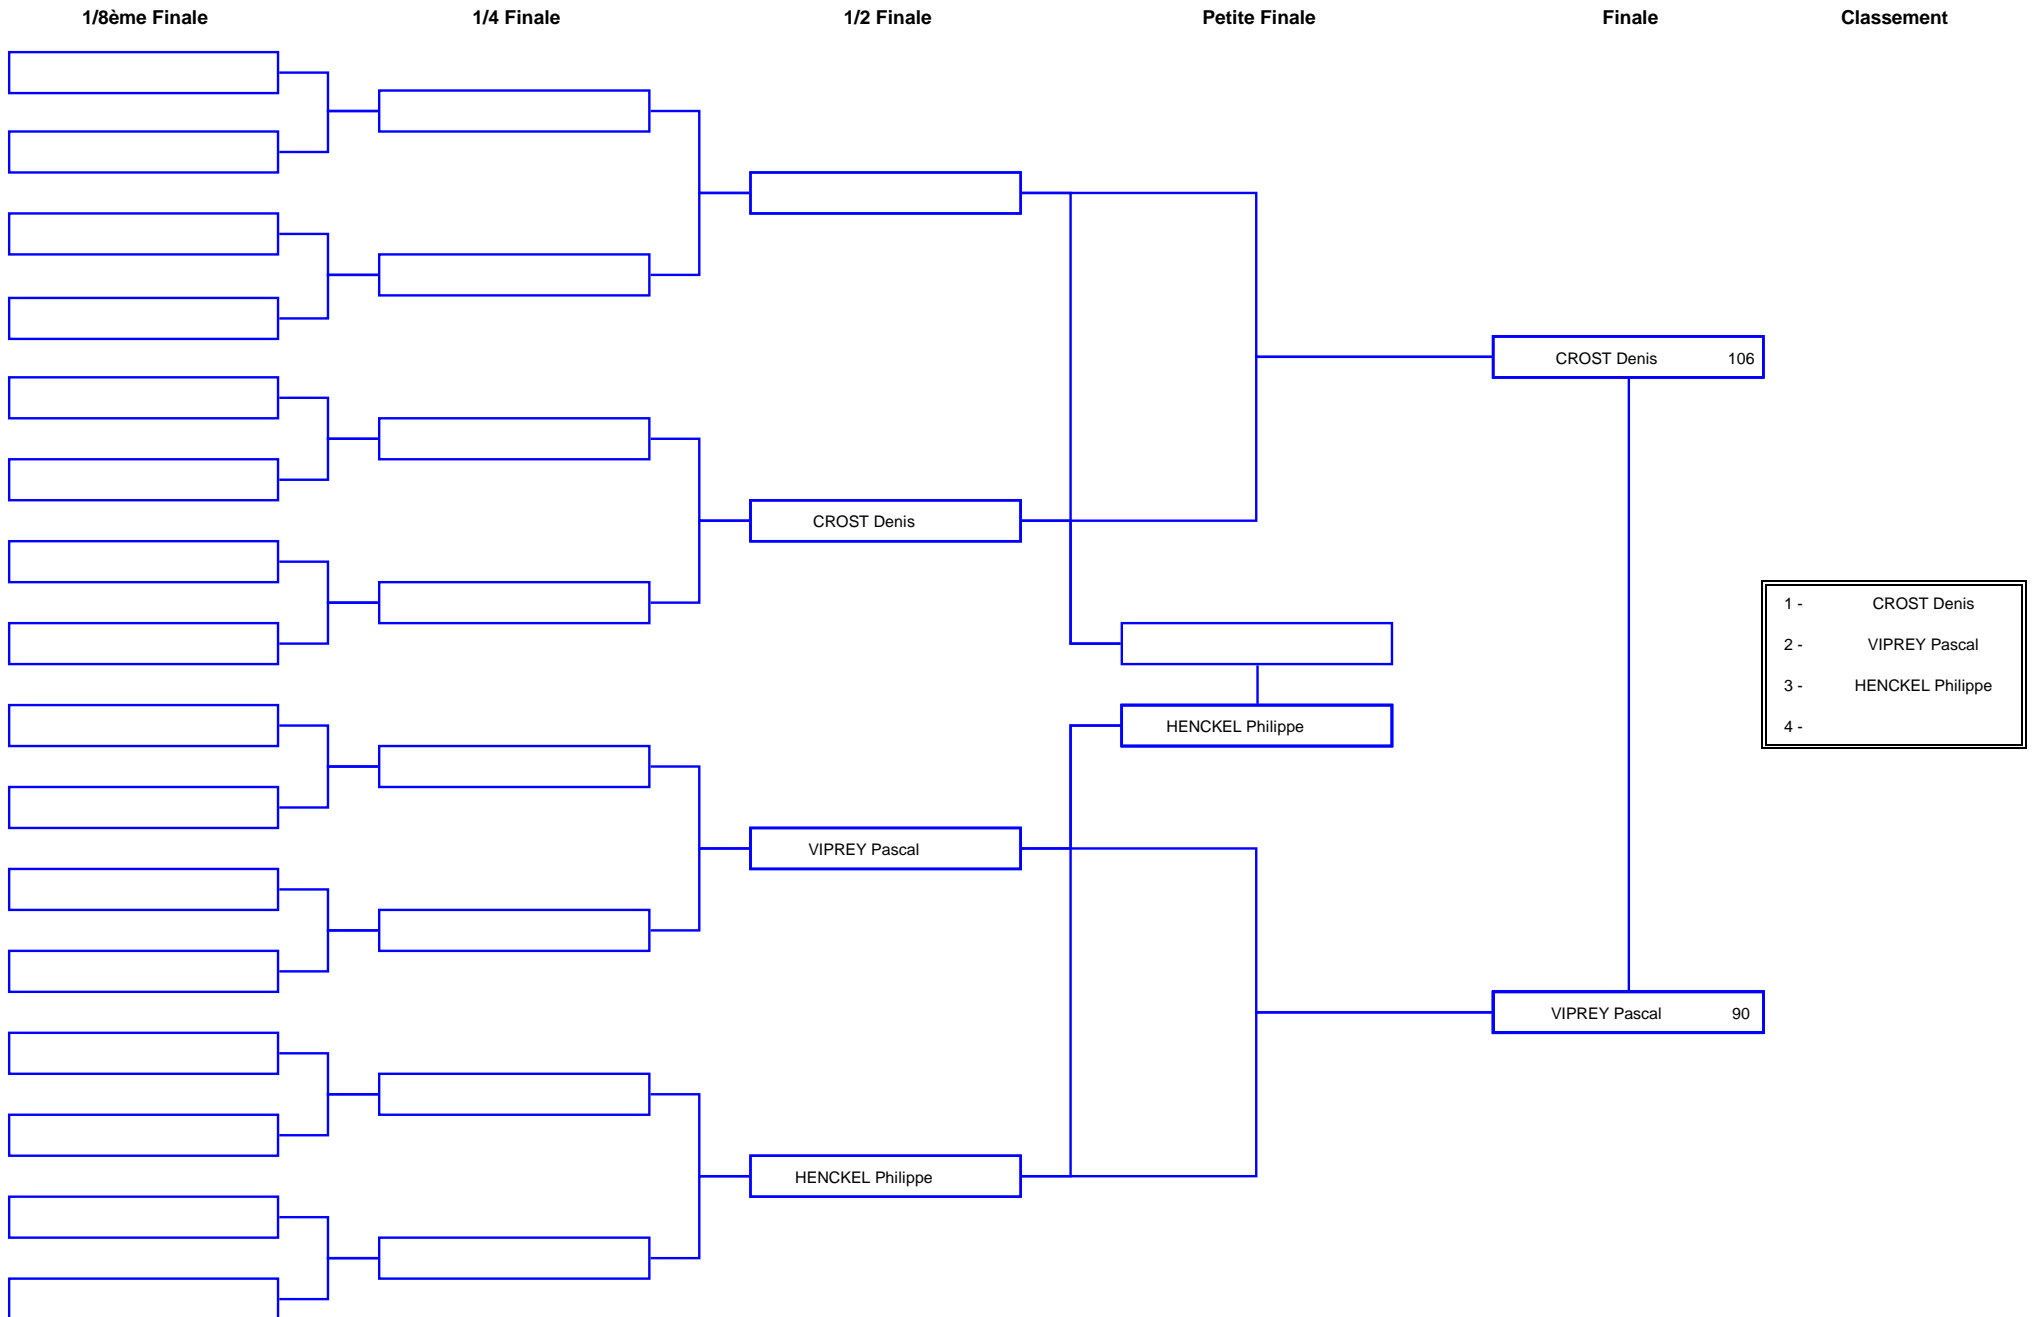 1/8ème Finale 1/4 Finale 1/2 Finale Petite Finale Finale Classement
CROST Denis 106
CROST Denis
1 - CROST Denis
2 - VIPREY Pascal
3 - HENCKEL Philippe
4 -
HENCKEL Philippe
VIPREY Pascal
VIPREY Pascal 90
HENCKEL Philippe